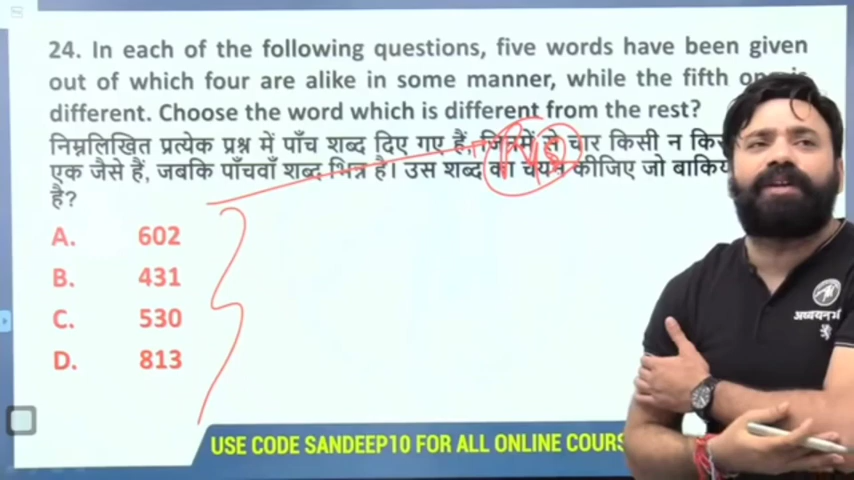 24. In each of the following questions, five words have been given
out of which four are alike in some manner, while the fifth
different. Choose the word which is different from the rest?
निम्नलिखित प्रत्येक प्रश्न में पाँच शब्द दिए गए हैं, जिनमें से चार किसी न
एक जैसे हैं, जबकि पाँचवाँ शब्द भिन्न है। उस शब्द का चयन कीजिए जो
है?
A. 602
B. 431
C. 530
D. 813
USE CODE SANDEEP10 FOR ALL ONLINE